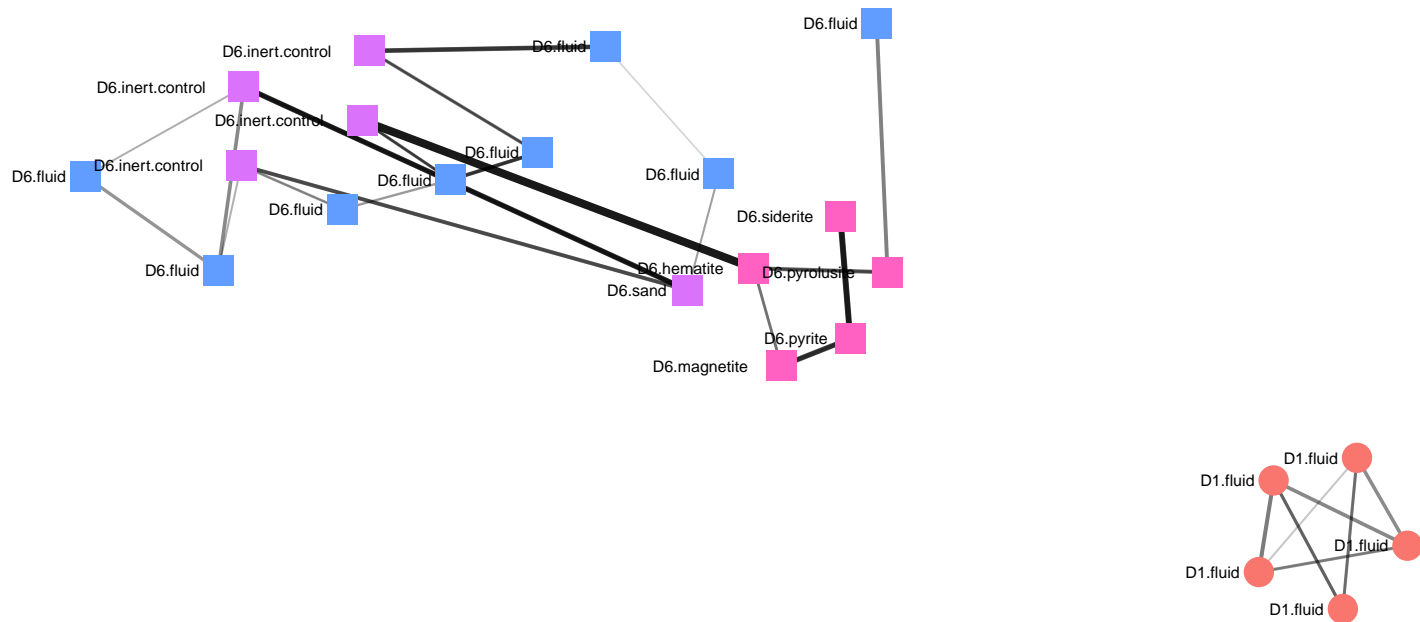 D6.fluid
D6.inert.control
D6.fluid
D6.inert.control
D6.inert.control
D6.fluid
D6.inert.control
D6.fluid
D6.fluid
D6.fluid
D6.fluid
D6.siderite
D6.fluid
D6.hematite
D6.pyrolusite
D6.sand
D6.pyrite
D6.magnetite
D1.fluid
D1.fluid
D1.fluid
D1.fluid
D1.fluid